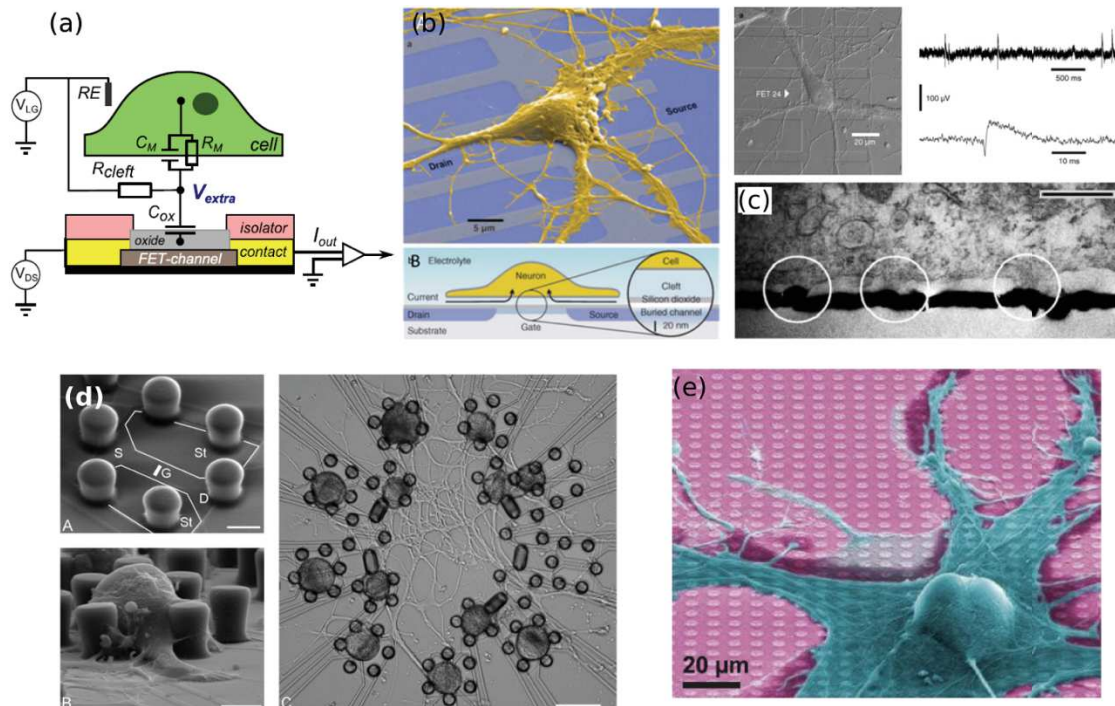 (a)
RE
V_LG
C_M
R_M
cell
R_cleft
V_extra
C_ox
isolator
oxide
contact
FET-channel
I_out
V_DS
(b)
a
Source
Drain
5 µm
B
Electrolyte
Neuron
Current
Drain
Source
Substrate
Gate
Cell
Cleft
Silicon dioxide
Buried channel
20 nm
FET 24
20 µm
500 ms
100 µV
10 ms
(c)
(d)
S
St
G
D
St
A
B
C
(e)
20 µm